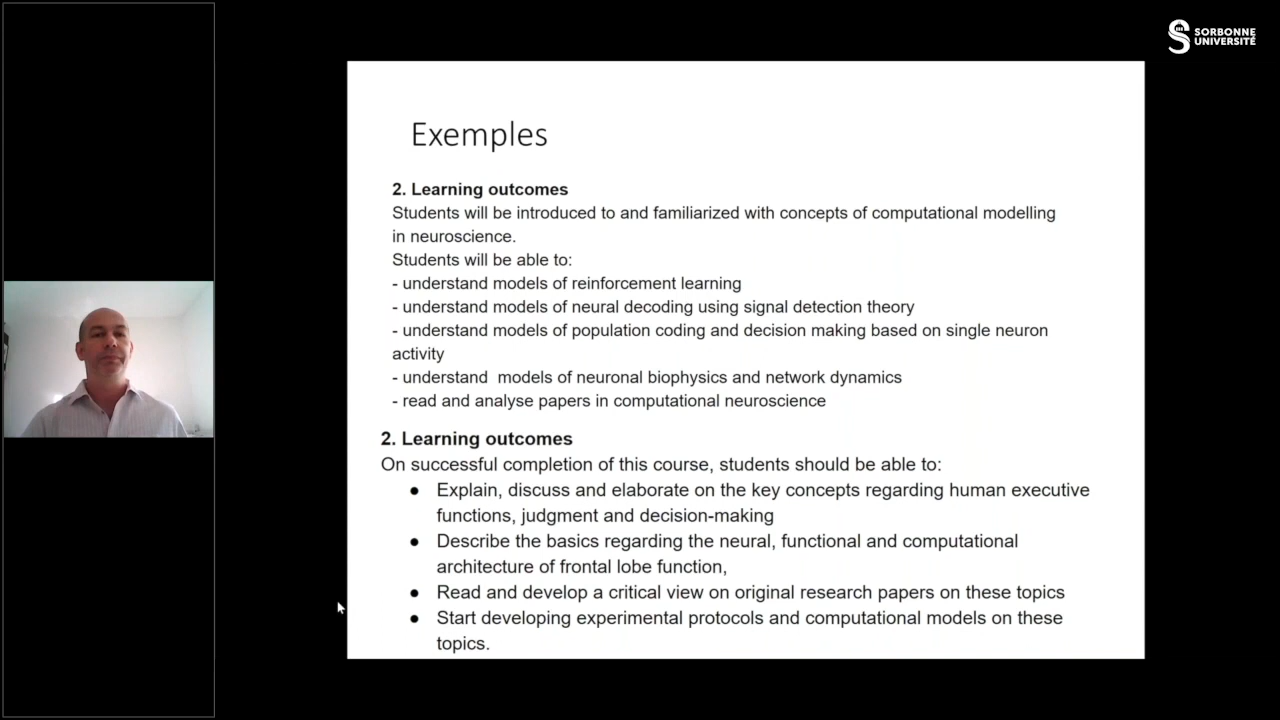 SORBONNE
UNIVERSITÉ
Exemples
2. Learning outcomes
Students will be introduced to and familiarized with concepts of computational modelling
in neuroscience.
Students will be able to:
- understand models of reinforcement learning
- understand models of neural decoding using signal detection theory
- understand models of population coding and decision making based on single neuron
activity
- understand  models of neuronal biophysics and network dynamics
- read and analyse papers in computational neuroscience
2. Learning outcomes
On successful completion of this course, students should be able to:
● Explain, discuss and elaborate on the key concepts regarding human executive
functions, judgment and decision-making
● Describe the basics regarding the neural, functional and computational
architecture of frontal lobe function,
● Read and develop a critical view on original research papers on these topics
● Start developing experimental protocols and computational models on these
topics.